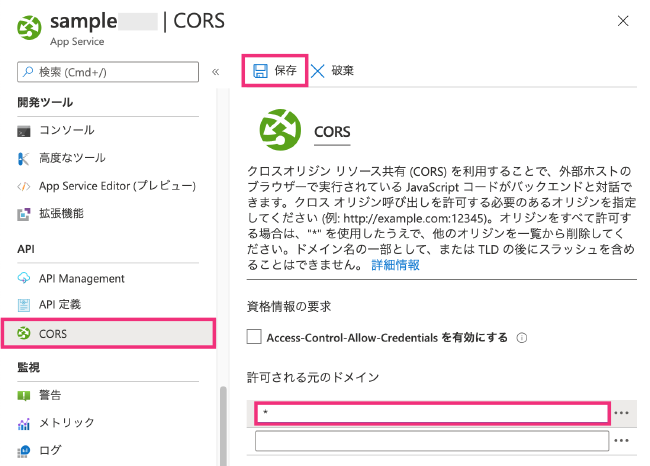 sample | CORS
App Service
検索 (Cmd+/)
«
保存
破棄
開発ツール
コンソール
高度なツール
App Service Editor (プレビュー)
拡張機能
API
API Management
API 定義
CORS
監視
警告
メトリック
ログ
CORS
クロスオリジン リソース共有 (CORS) を利用することで、外部ホストの
ブラウザーで実行されている JavaScript コードがバックエンドと対話で
きます。クロス オリジン呼び出しを許可する必要のあるオリジンを指定
してください (例: http://example.com:12345)。オリジンをすべて許可す
る場合は、"*" を使用したうえで、他のオリジンを一覧から削除してく
ださい。ドメイン名の一部として、または TLD の後にスラッシュを含め
ることはできません。 詳細情報
資格情報の要求
Access-Control-Allow-Credentials を有効にする
許可される元のドメイン
*